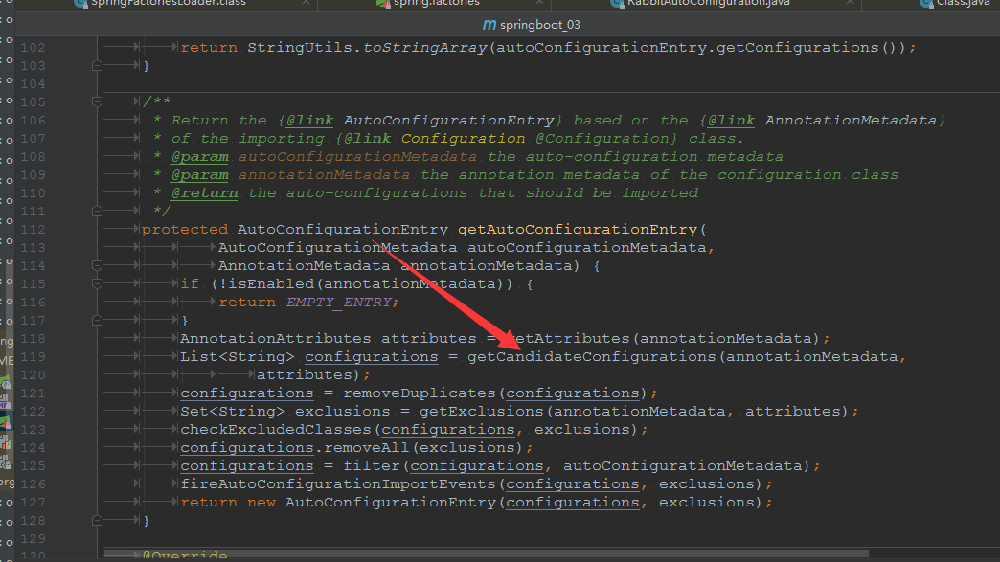 SpringFactoriesLoader.class
spring.factories
RabbitAutoConfiguration.java
Class.java
m springboot_03
102 return StringUtils.toStringArray(autoConfigurationEntry.getConfigurations());
103 }
104
105 /**
106 * Return the {@link AutoConfigurationEntry} based on the {@link AnnotationMetadata}
107 * of the importing {@link Configuration @Configuration} class.
108 * @param autoConfigurationMetadata the auto-configuration metadata
109 * @param annotationMetadata the annotation metadata of the configuration class
110 * @return the auto-configurations that should be imported
111 */
112 protected AutoConfigurationEntry getAutoConfigurationEntry(
113 AutoConfigurationMetadata autoConfigurationMetadata,
114 AnnotationMetadata annotationMetadata) {
115 if (!isEnabled(annotationMetadata)) {
116 return EMPTY_ENTRY;
117 }
118 AnnotationAttributes attributes = getAttributes(annotationMetadata);
119 List<String> configurations = getCandidateConfigurations(annotationMetadata,
120 attributes);
121 configurations = removeDuplicates(configurations);
122 Set<String> exclusions = getExclusions(annotationMetadata, attributes);
123 checkExcludedClasses(configurations, exclusions);
124 configurations.removeAll(exclusions);
125 configurations = filter(configurations, autoConfigurationMetadata);
126 fireAutoConfigurationImportEvents(configurations, exclusions);
127 return new AutoConfigurationEntry(configurations, exclusions);
128 }
129
130 @Override